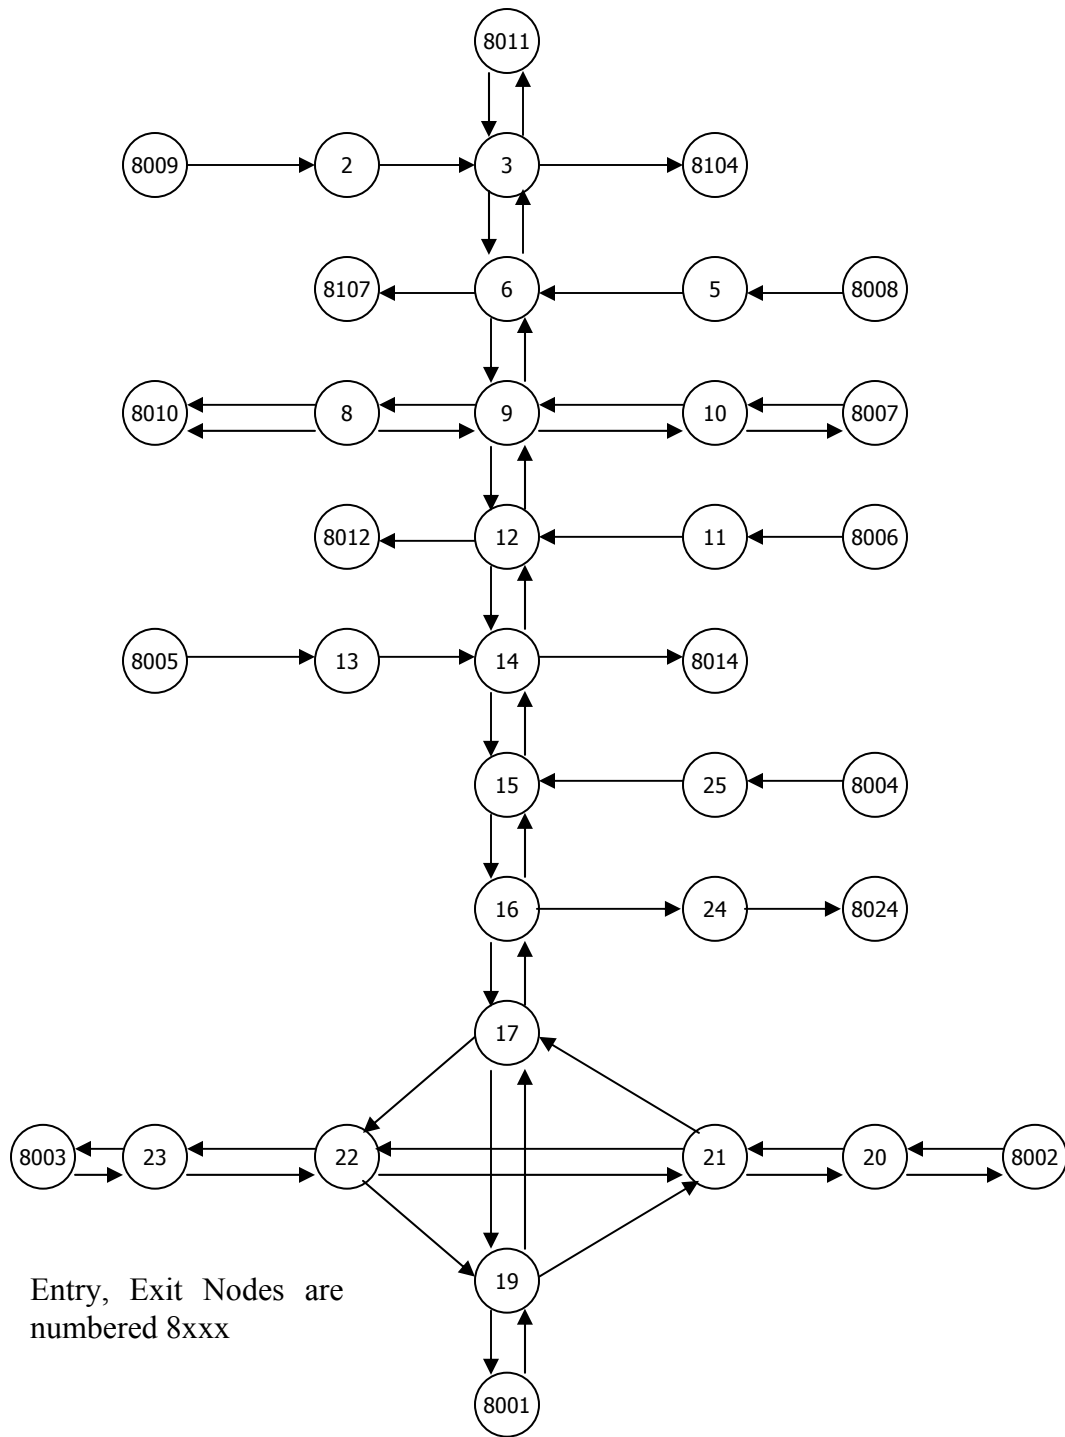 8011
8009 2 3 8104
8107 6 5 8008
8010 8 9 10 8007
8012 12 11 8006
8005 13 14 8014
15 25 8004
16 24 8024
17
8003 23 22 21 20 8002
19
Entry, Exit Nodes are
numbered 8xxx
8001